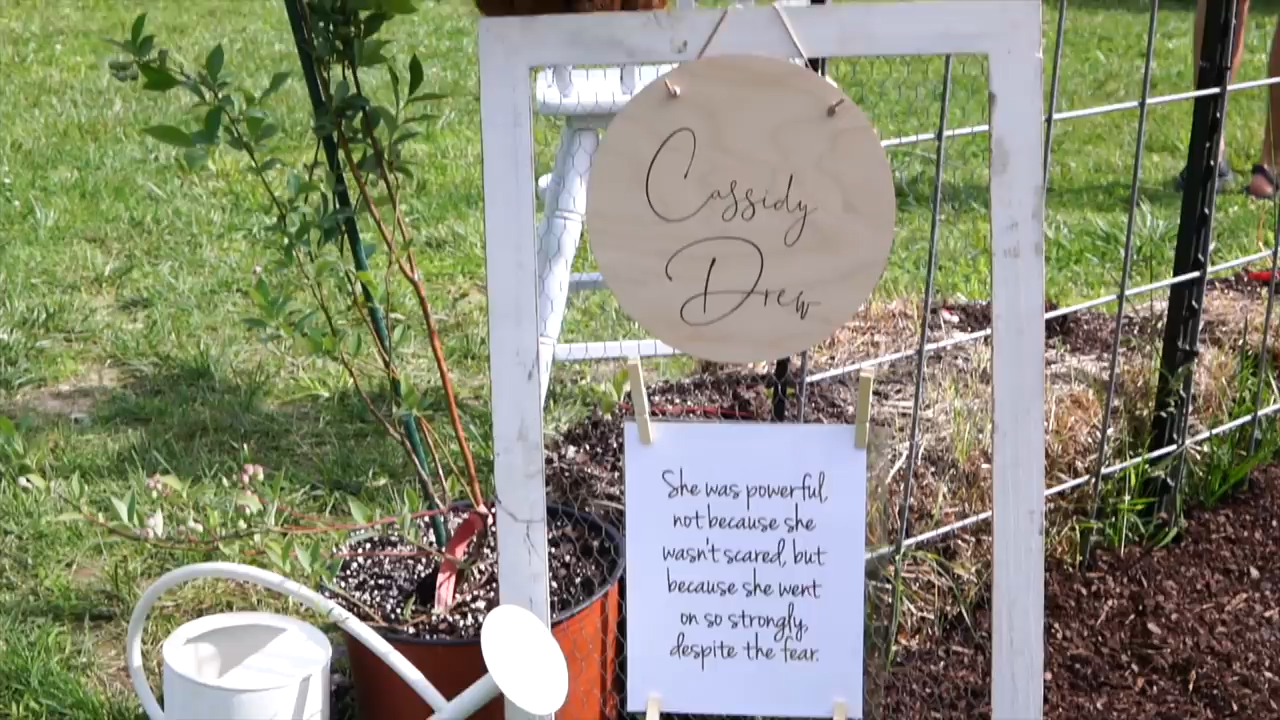 Cassidy
Drew
She was powerful,
not because she
wasn't scared, but
because she went
on so strongly,
despite the fear.